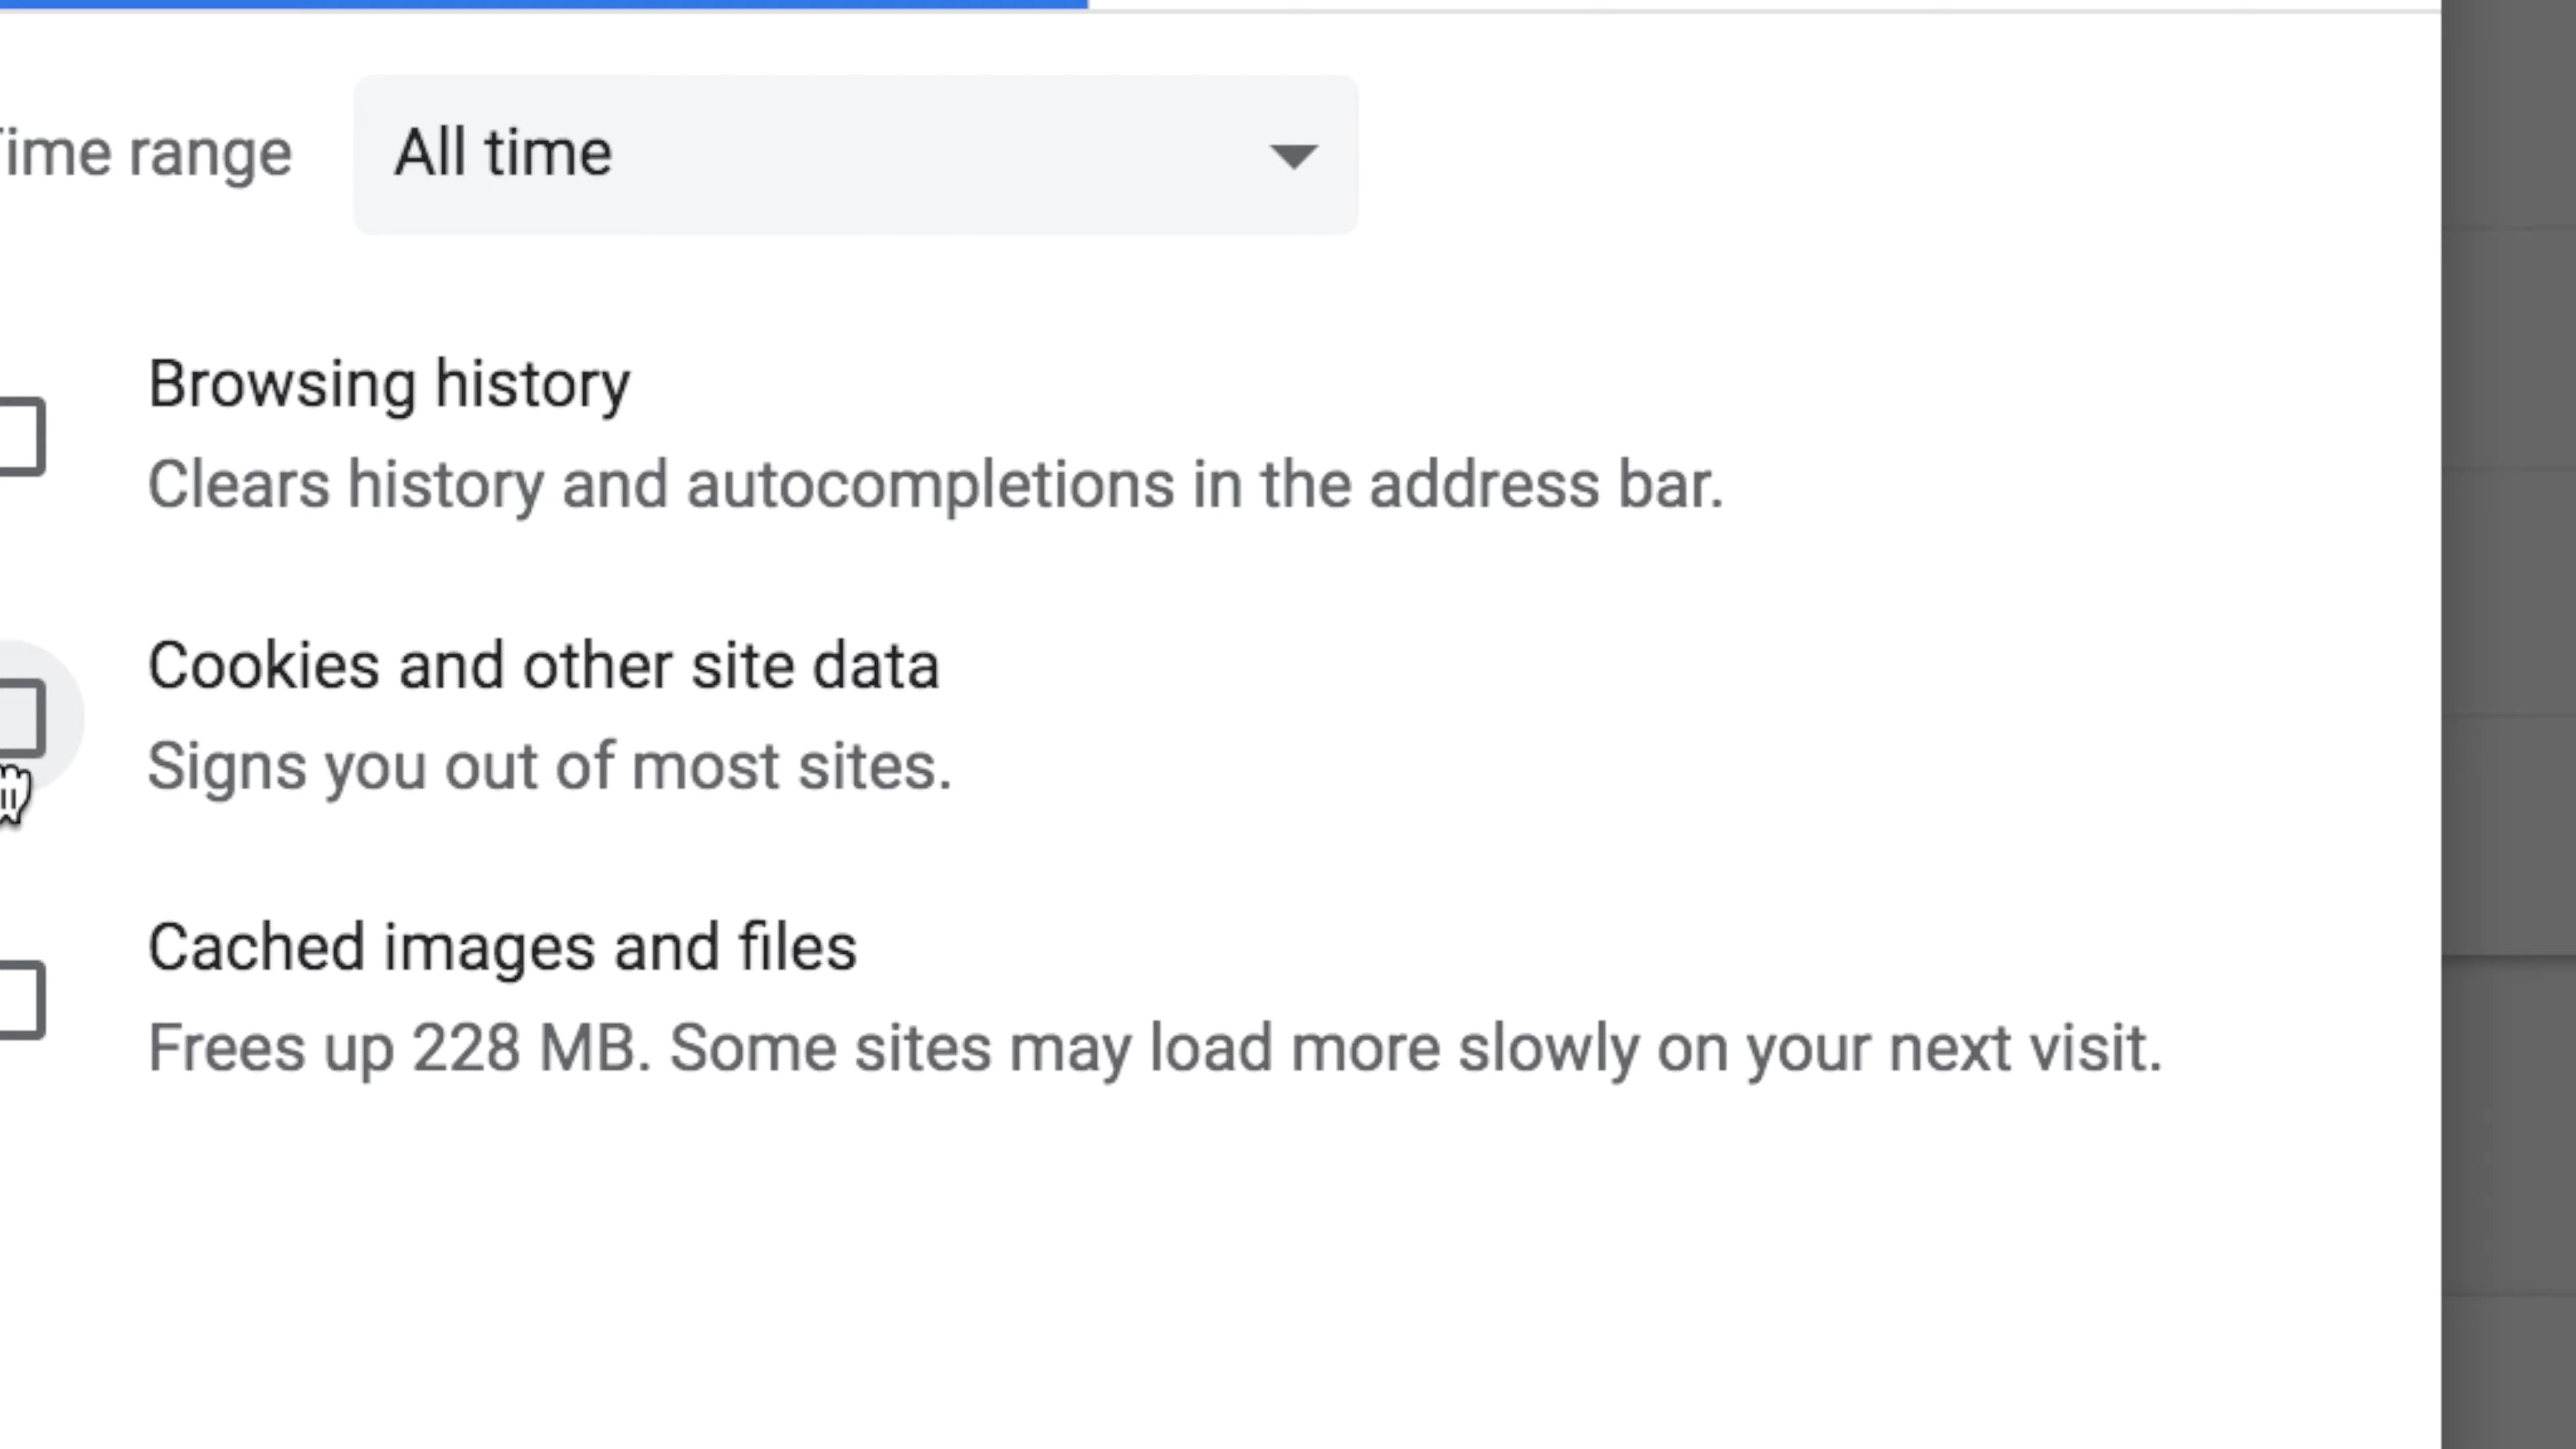 Time range
All time
Browsing history
Clears history and autocompletions in the address bar.
Cookies and other site data
Signs you out of most sites.
Cached images and files
Frees up 228 MB. Some sites may load more slowly on your next visit.